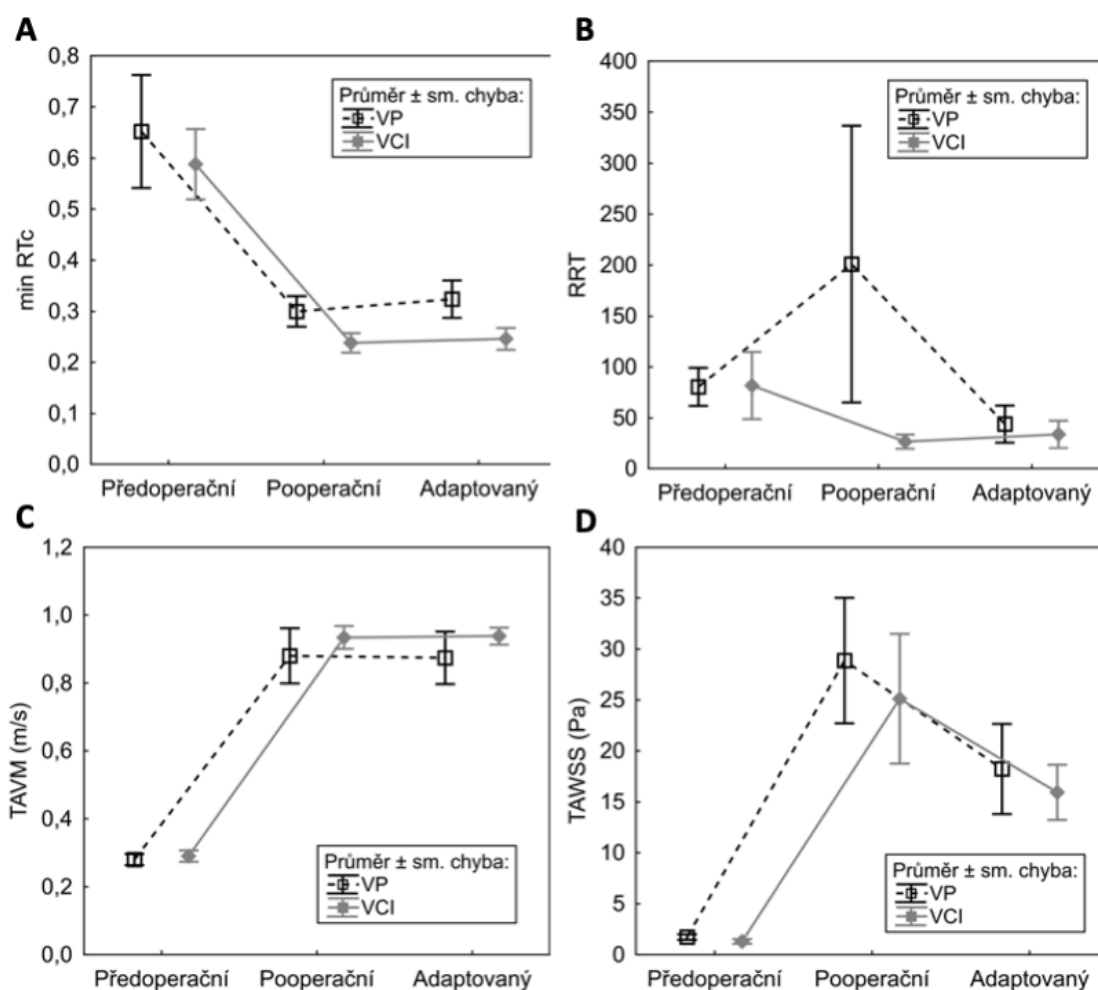 A
min RTc
0,8
0,7
0,6
0,5
0,4
0,3
0,2
0,1
0,0
Průměr ± sm. chyba:
VP
VCI
Předoperační Pooperační Adaptovaný
B
RRT
400
350
300
250
200
150
100
50
0
Průměr ± sm. chyba:
VP
VCI
Předoperační Pooperační Adaptovaný
C
TAVM (m/s)
1,2
1,0
0,8
0,6
0,4
0,2
0,0
Průměr ± sm. chyba:
VP
VCI
Předoperační Pooperační Adaptovaný
D
TAWSS (Pa)
40
35
30
25
20
15
10
5
0
Průměr ± sm. chyba:
VP
VCI
Předoperační Pooperační Adaptovaný